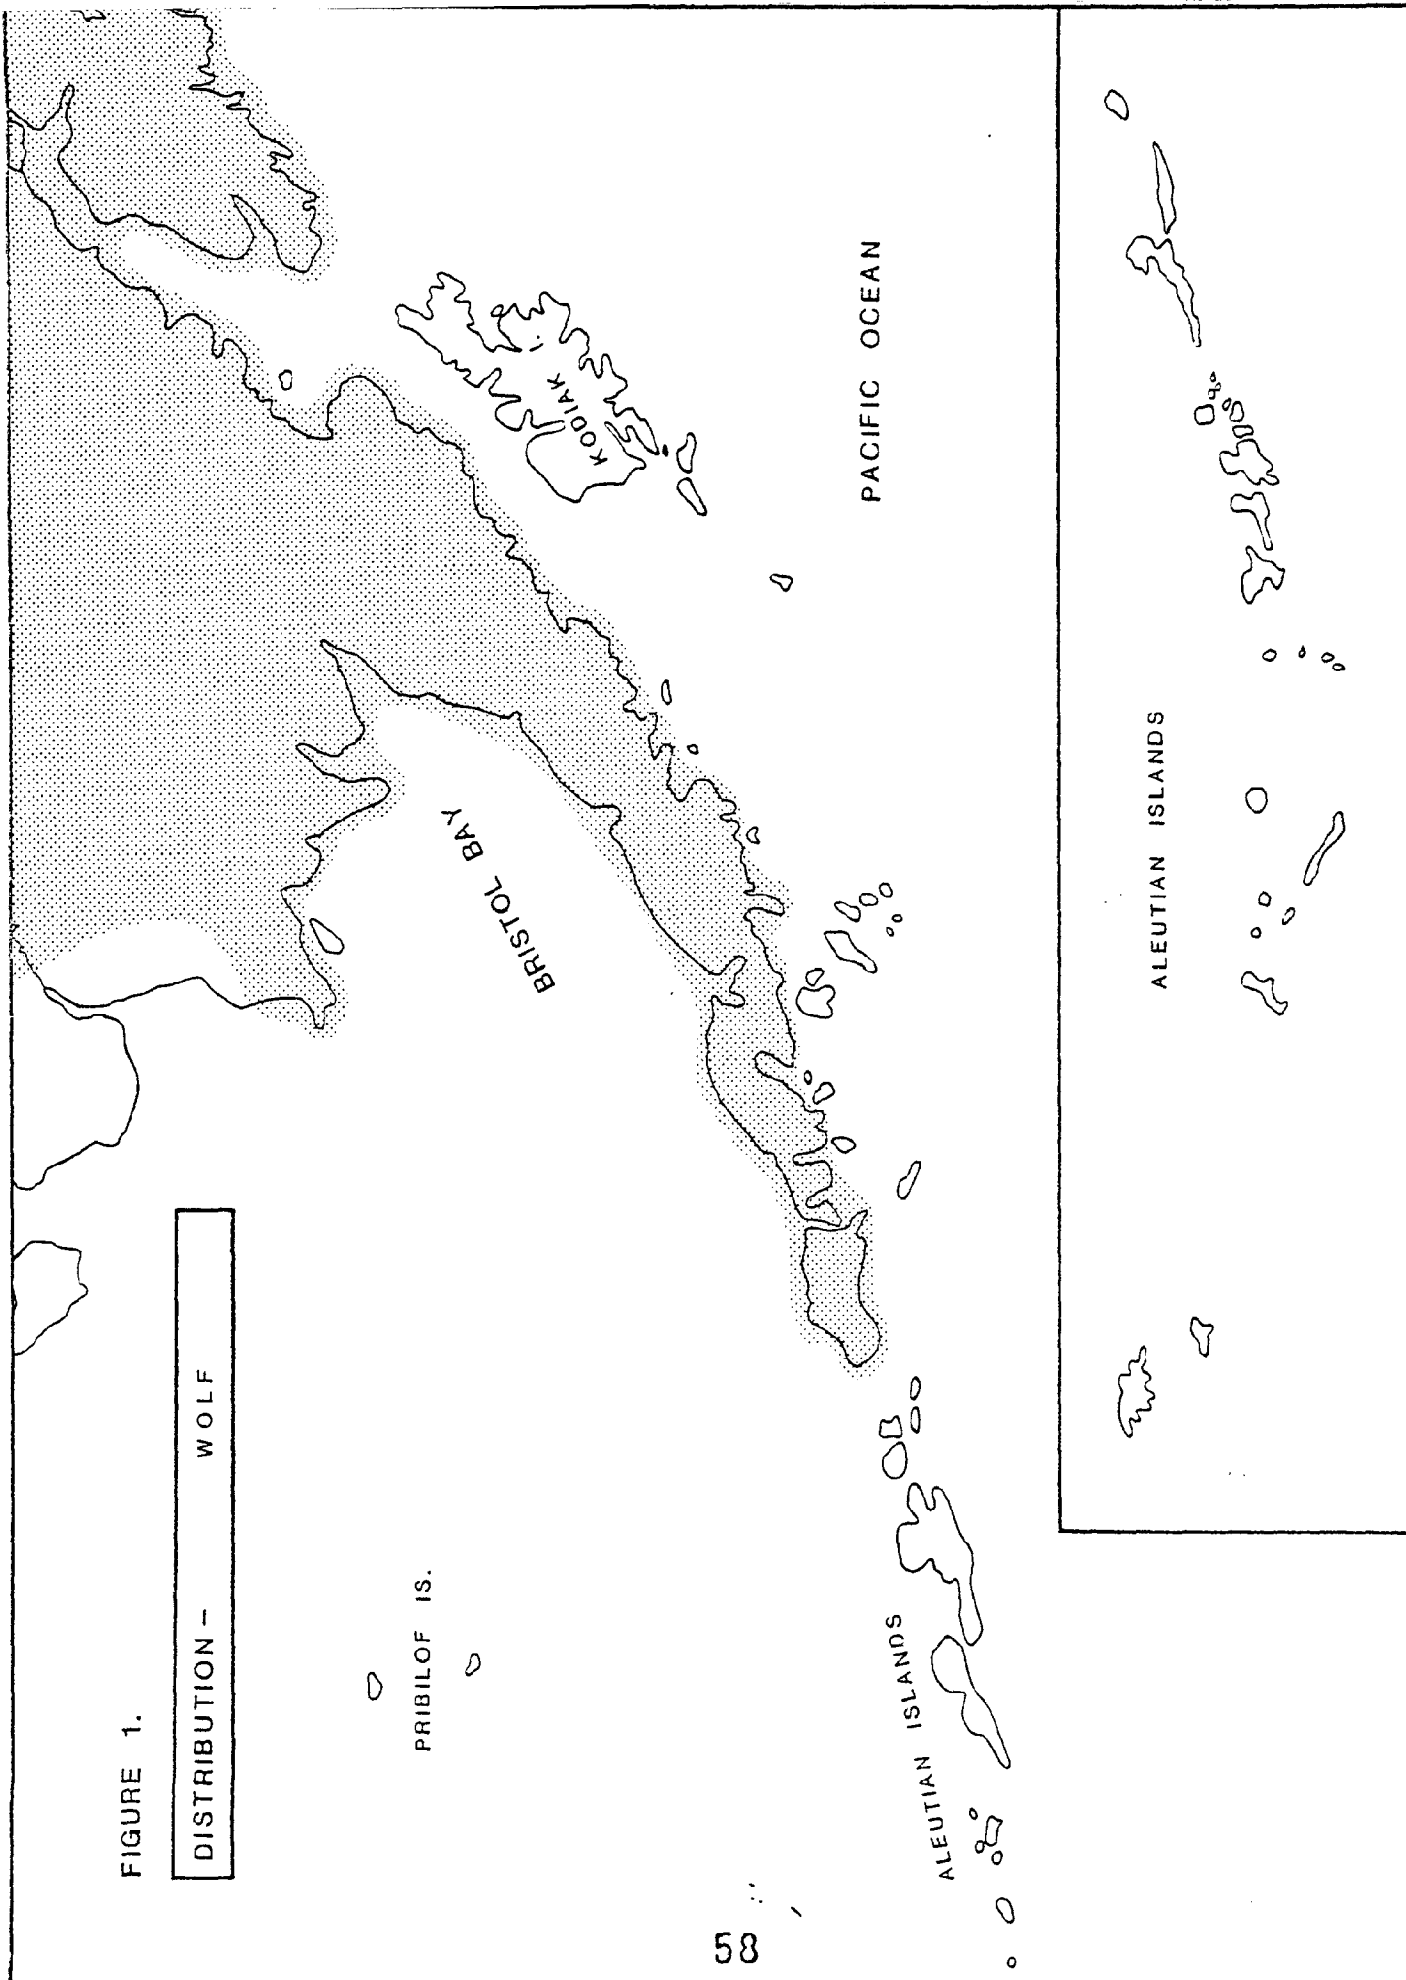 FIGURE 1.
DISTRIBUTION – WOLF
PRIBILOF IS.
BRISTOL BAY
KODIAK
PACIFIC OCEAN
ALEUTIAN ISLANDS
ALEUTIAN ISLANDS
58